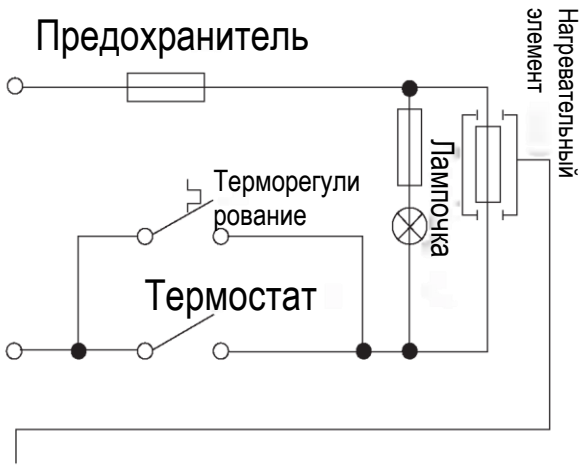 Предохранитель
Нагревательный
элемент
Лампочка
Терморегули
рование
Термостат